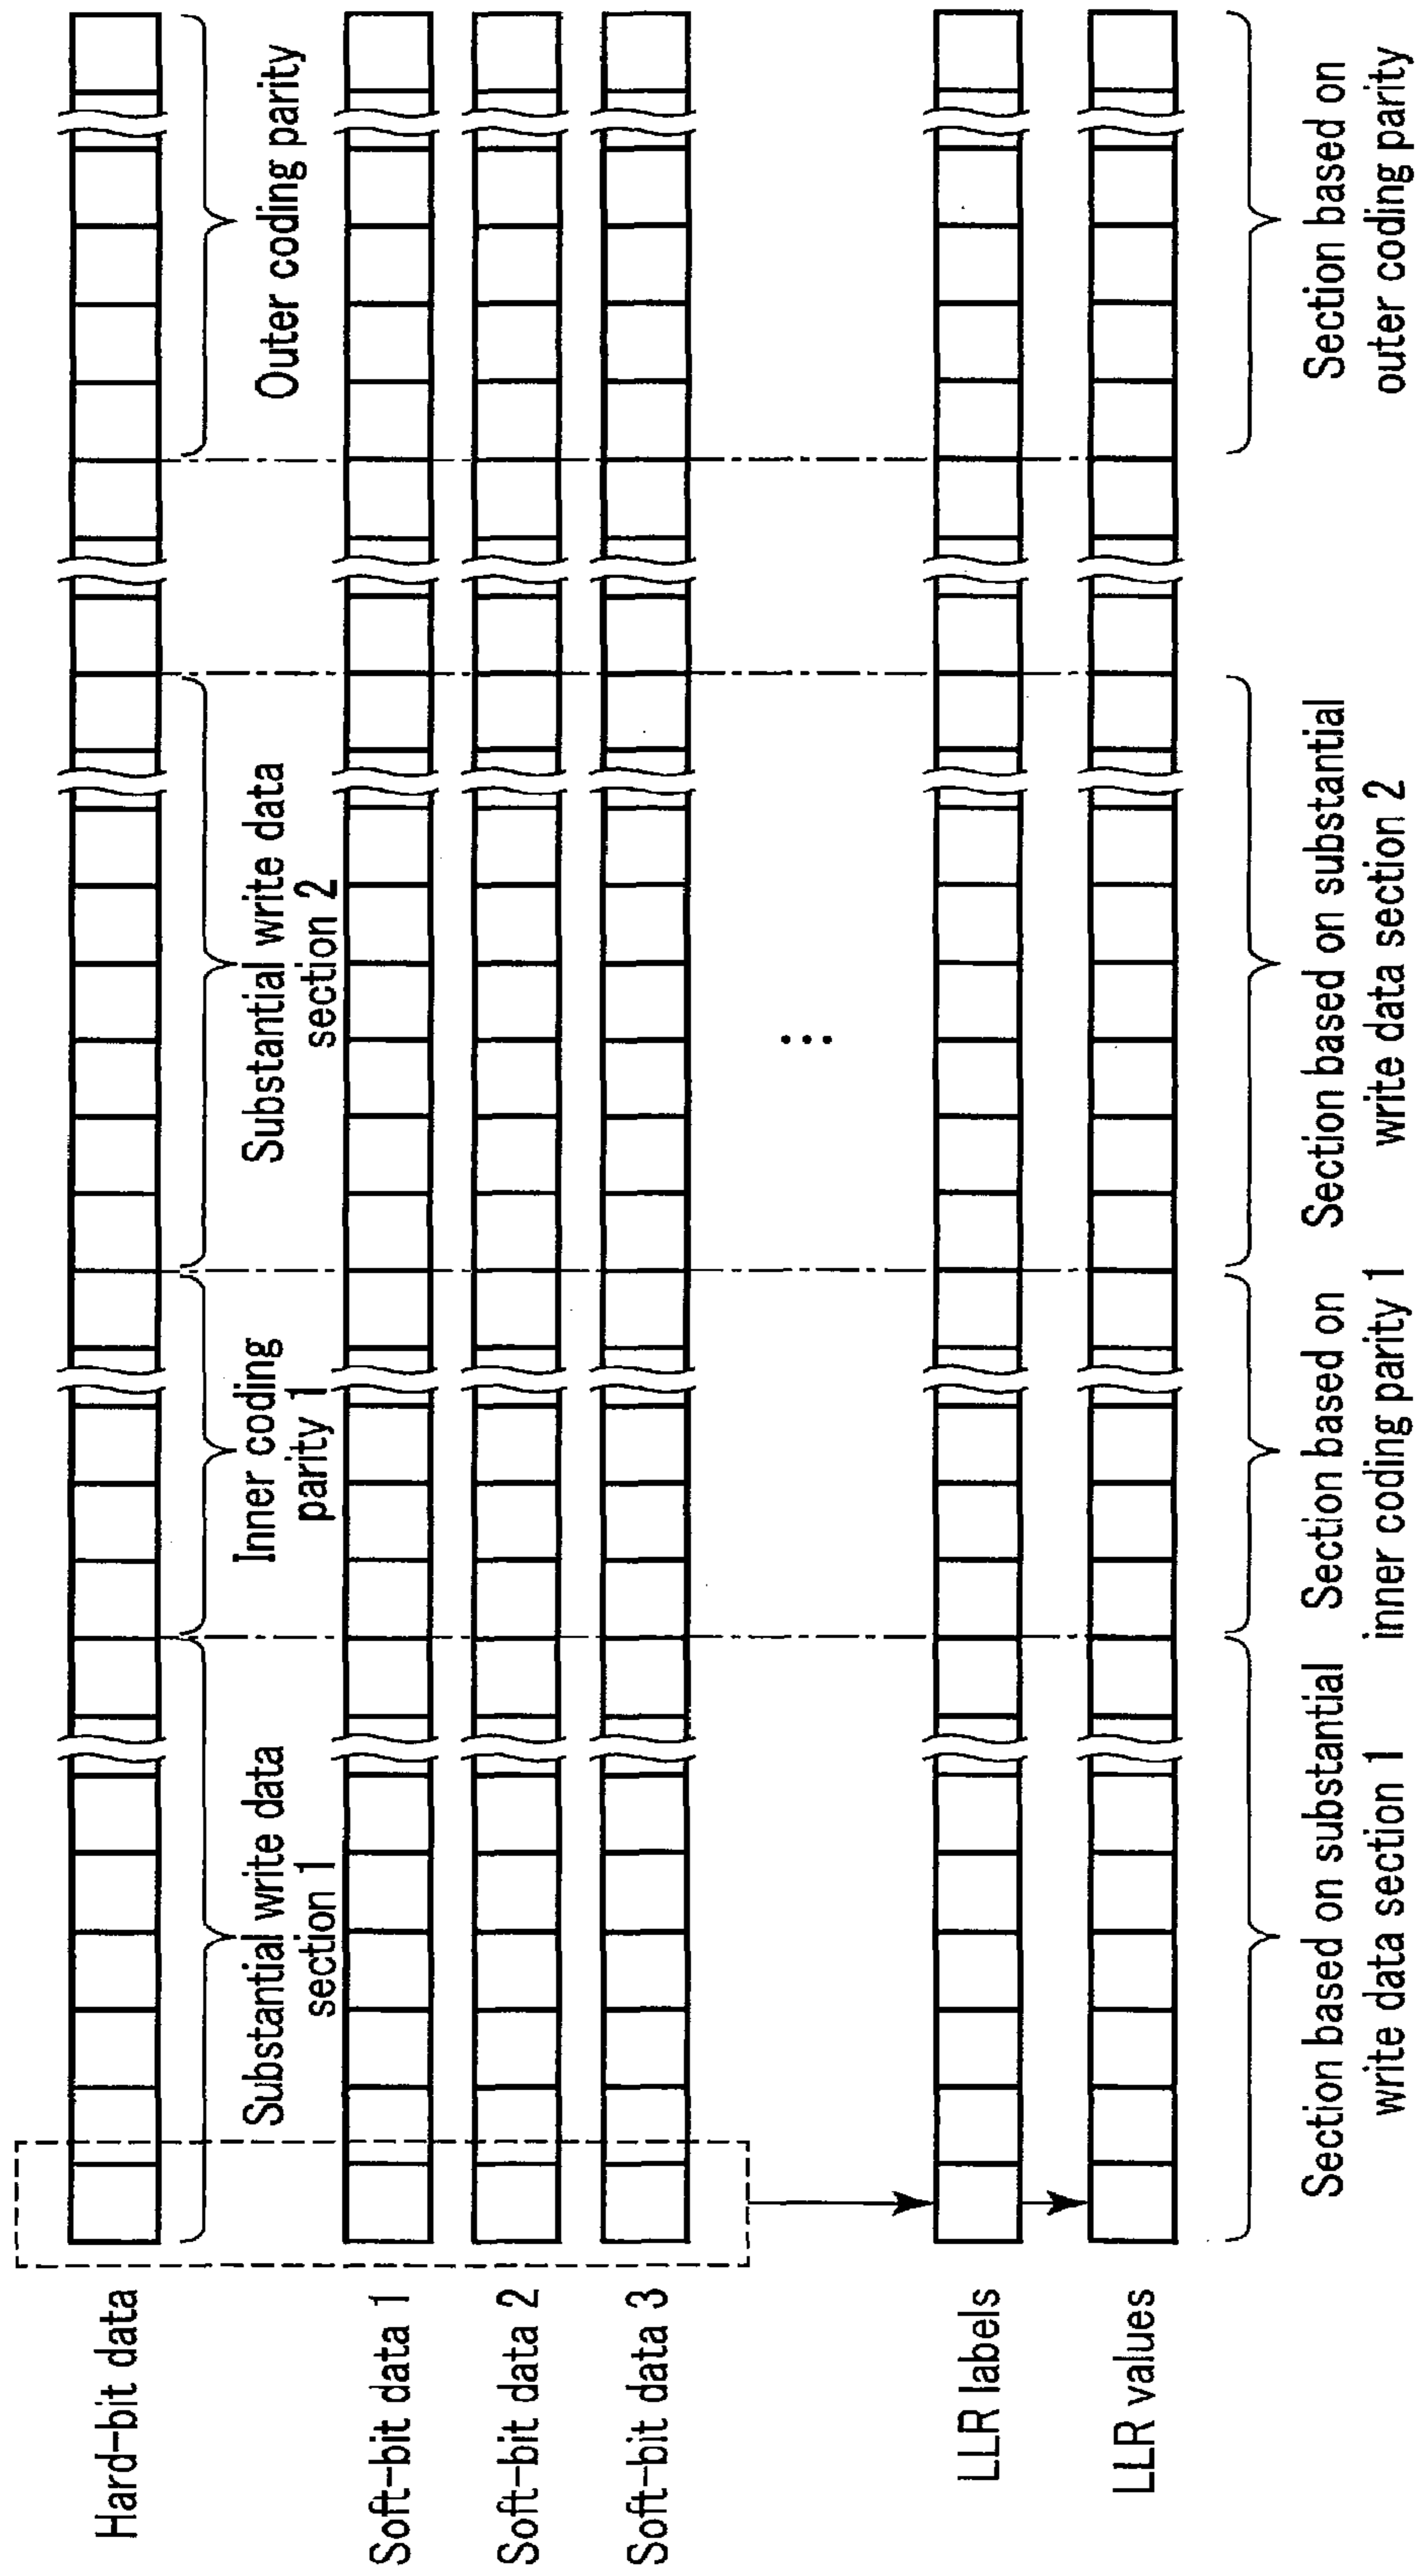 Hard-bit data
Substantial write data
section 1
Inner coding
parity 1
Substantial write data
section 2
Outer coding parity
Soft-bit data 1
Soft-bit data 2
Soft-bit data 3
...
LLR labels
LLR values
Section based on substantial
write data section 1
Section based on
inner coding parity 1
Section based on substantial
write data section 2
Section based on
outer coding parity